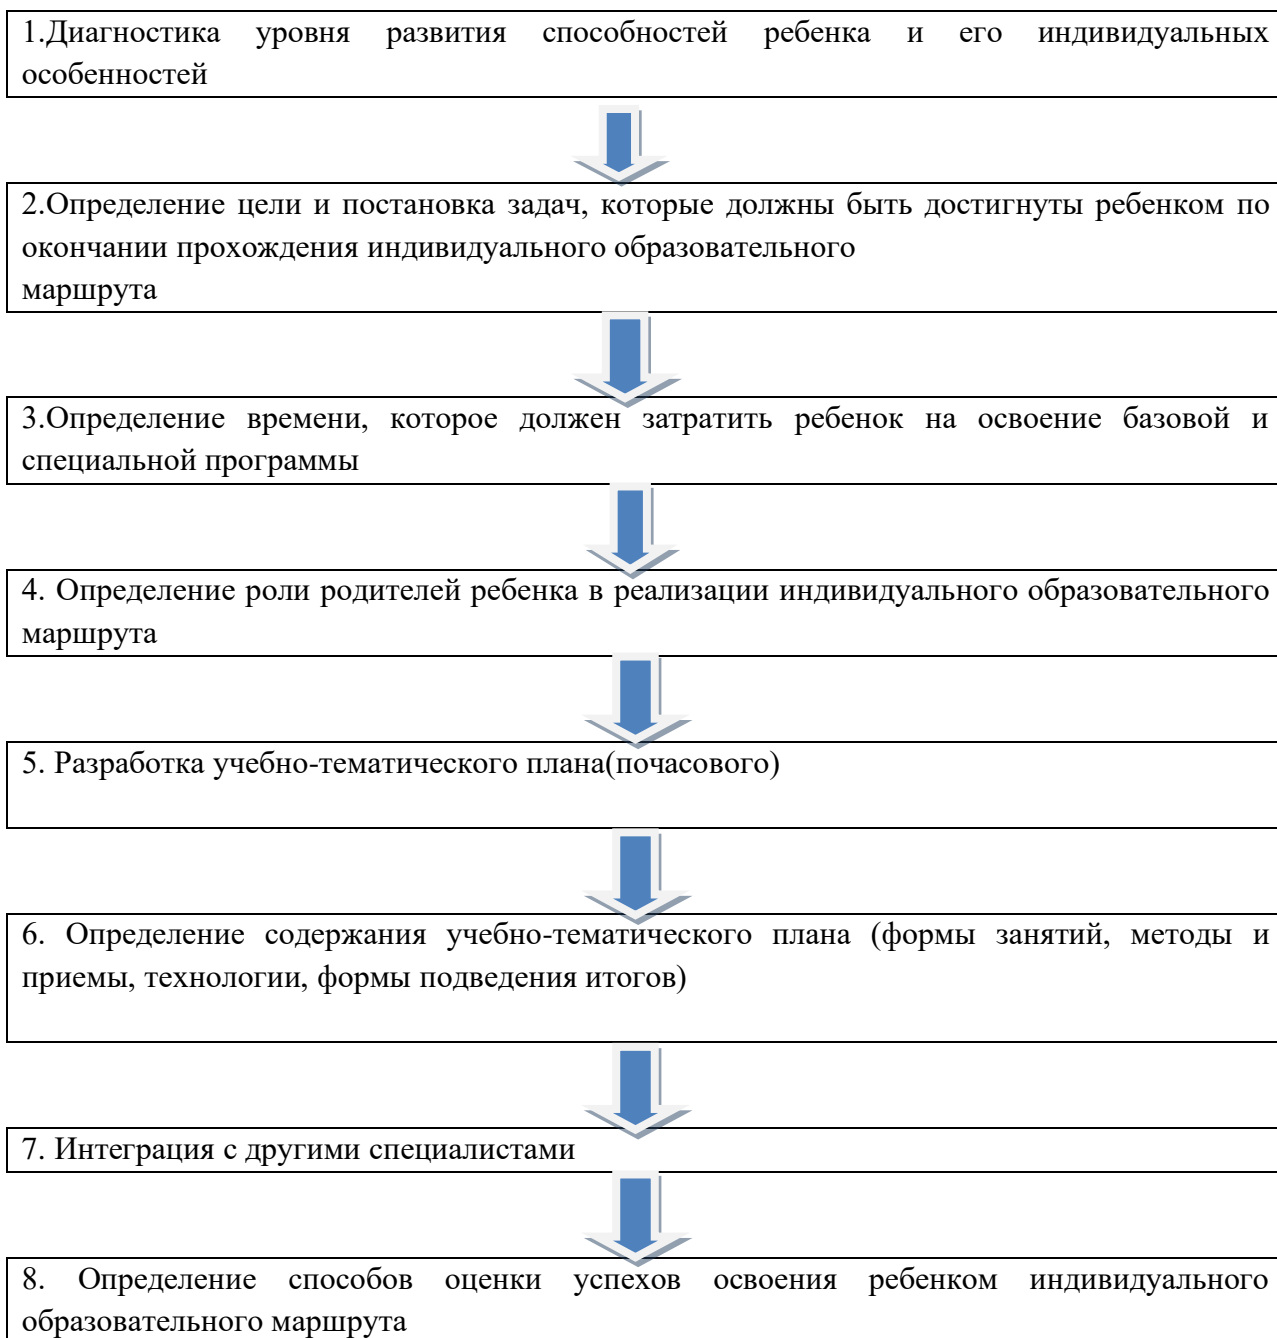 1.Диагностика уровня развития способностей ребенка и его индивидуальных
особенностей
2.Определение цели и постановка задач, которые должны быть достигнуты ребенком по
окончании прохождения индивидуального образовательного
маршрута
3.Определение времени, которое должен затратить ребенок на освоение базовой и
специальной программы
4. Определение роли родителей ребенка в реализации индивидуального образовательного
маршрута
5. Разработка учебно-тематического плана(почасового)
6. Определение содержания учебно-тематического плана (формы занятий, методы и
приемы, технологии, формы подведения итогов)
7. Интеграция с другими специалистами
8. Определение способов оценки успехов освоения ребенком индивидуального
образовательного маршрута